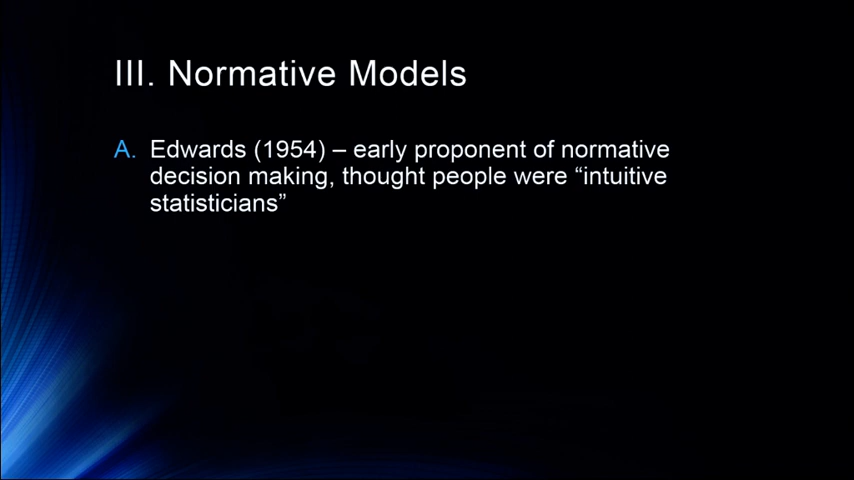 III. Normative Models
A. Edwards (1954) – early proponent of normative
decision making, thought people were “intuitive
statisticians”